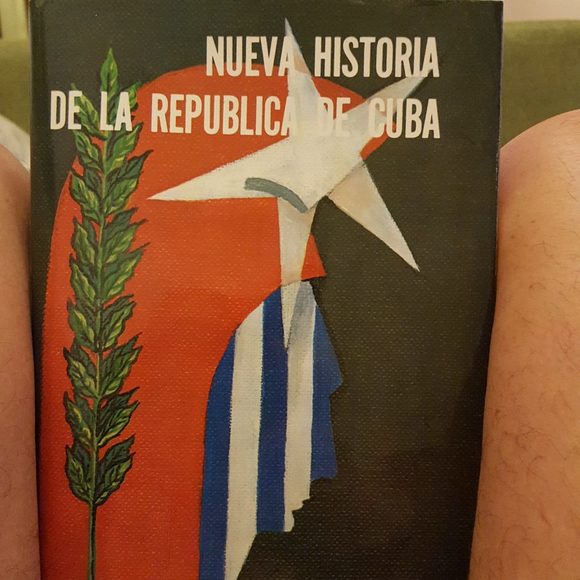 NUEVA HISTORIA
DE LA REPUBLICA DE CUBA